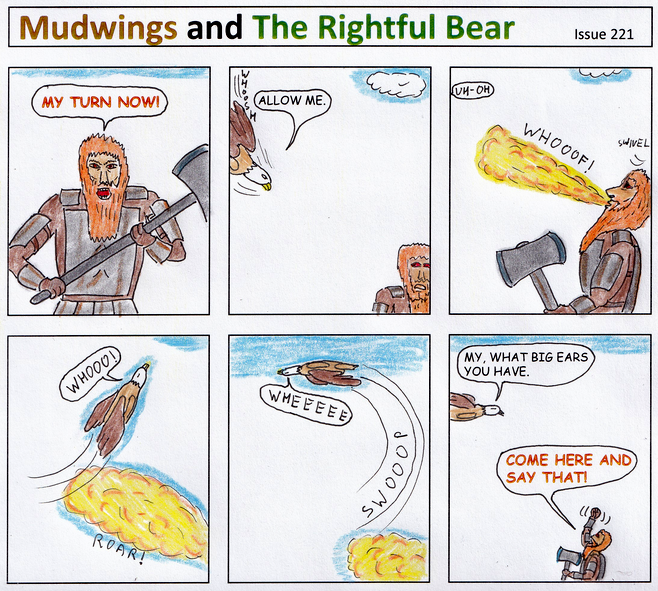 Mudwings and The Rightful Bear
Issue 221
MY TURN NOW!
WHOOSH
ALLOW ME.
UH-OH
WHOOOF!
SWIVEL
WHOOO!
ROAR!
WHEEEEE
SWOOOP
MY, WHAT BIG EARS
YOU HAVE.
COME HERE AND
SAY THAT!